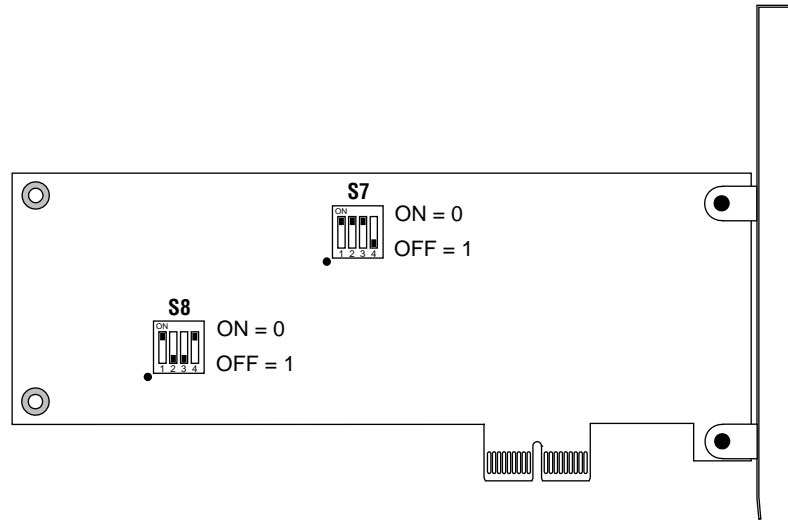 S7
ON
ON = 0
OFF = 1
1 2 3 4
S8
ON
ON = 0
OFF = 1
1 2 3 4